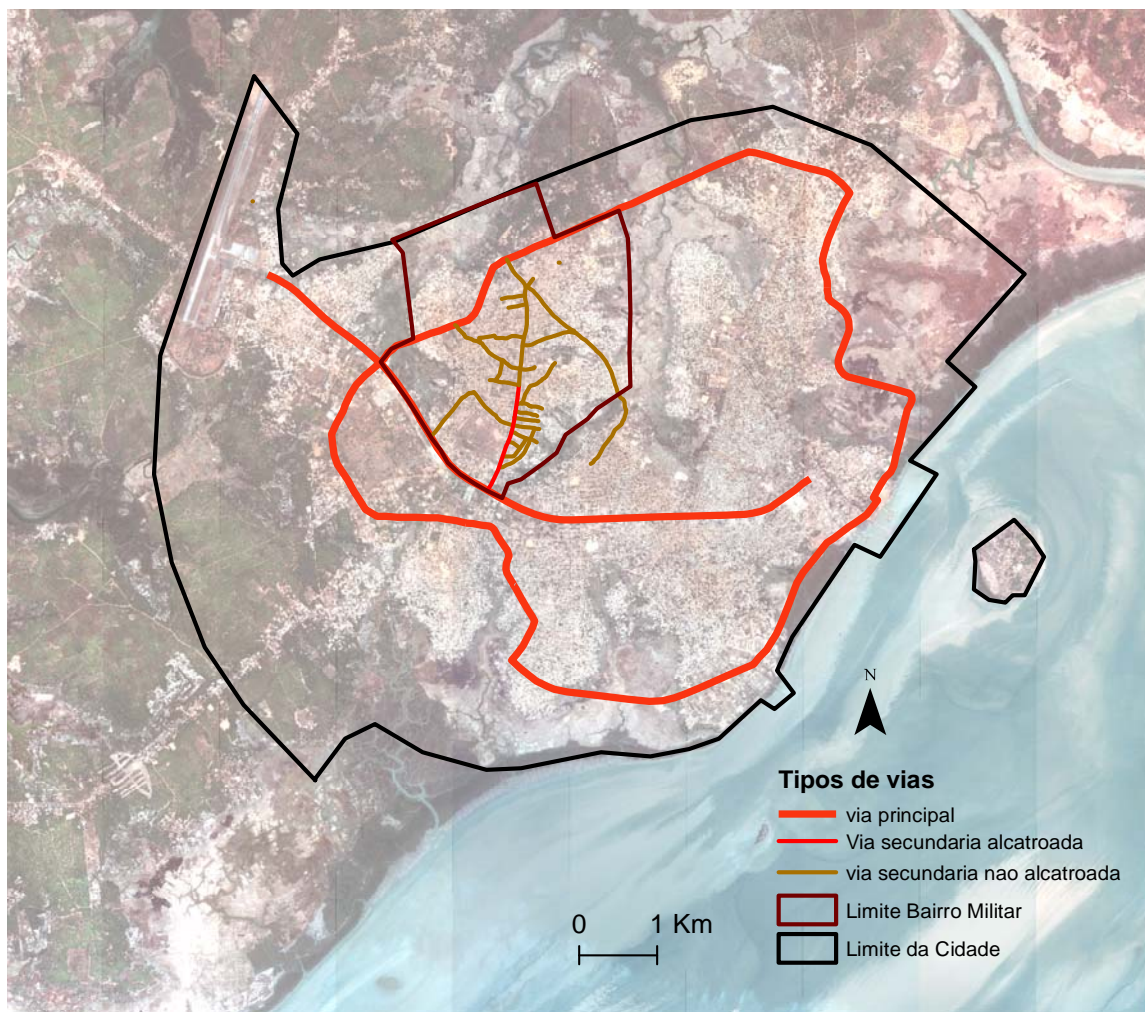 N
Tipos de vias
via principal
Via secundaria alcatroada
via secundaria nao alcatroada
Limite Bairro Militar
Limite da Cidade
0 1 Km